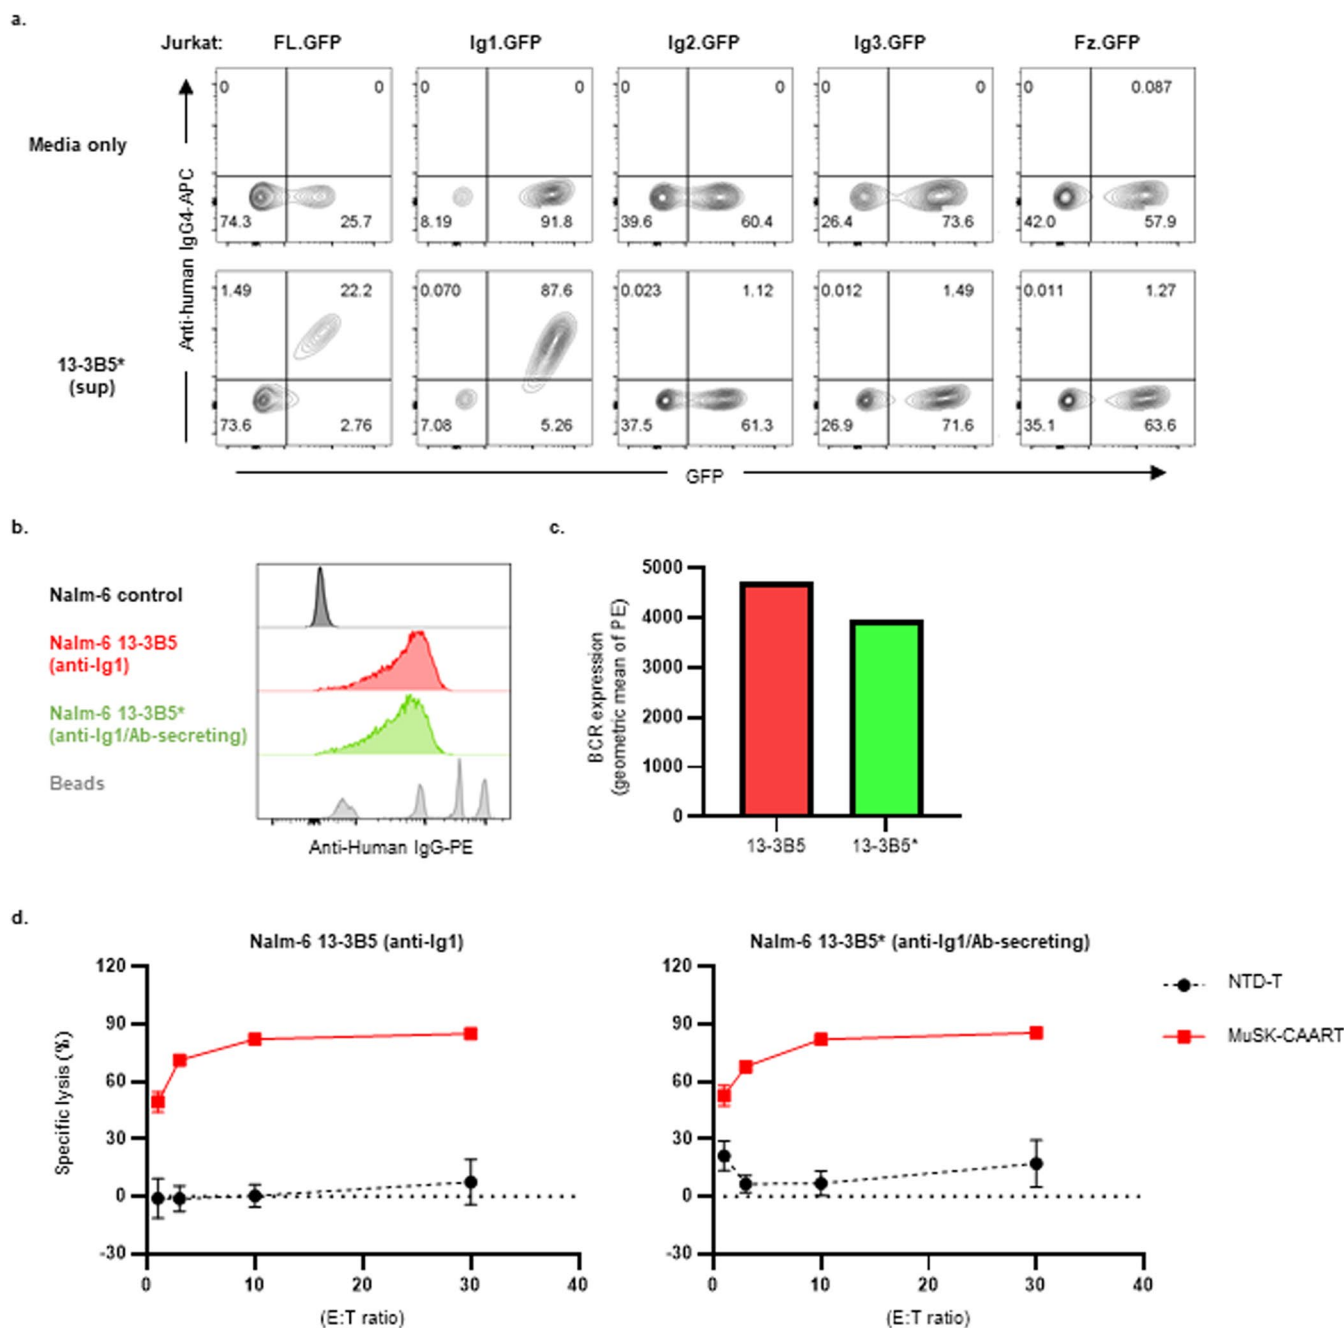 a.
Jurkat: FL.GFP Ig1.GFP Ig2.GFP Ig3.GFP Fz.GFP
Anti-human IgG4-APC
Media only
0 0 0 0 0 0 0 0 0 0.087
74.3 25.7 8.19 91.8 39.6 60.4 26.4 73.6 42.0 57.9
13-3B5*
(sup)
1.49 22.2 0.070 87.6 0.023 1.12 0.012 1.49 0.011 1.27
73.6 2.76 7.08 5.26 37.5 61.3 26.9 71.6 35.1 63.6
GFP
b.
Nalm-6 control
Nalm-6 13-3B5
(anti-Ig1)
Nalm-6 13-3B5*
(anti-Ig1/Ab-secreting)
Beads
Anti-Human IgG-PE
c.
BCR expression
(geometric mean of PE)
5000
4000
3000
2000
1000
0
13-3B5 13-3B5*
d.
Nalm-6 13-3B5 (anti-Ig1)
Specific lysis (%)
120
90
60
30
0
-30
0 10 20 30 40
(E:T ratio)
Nalm-6 13-3B5* (anti-Ig1/Ab-secreting)
120
90
60
30
0
-30
0 10 20 30 40
(E:T ratio)
NTD-T
MuSK-CAART